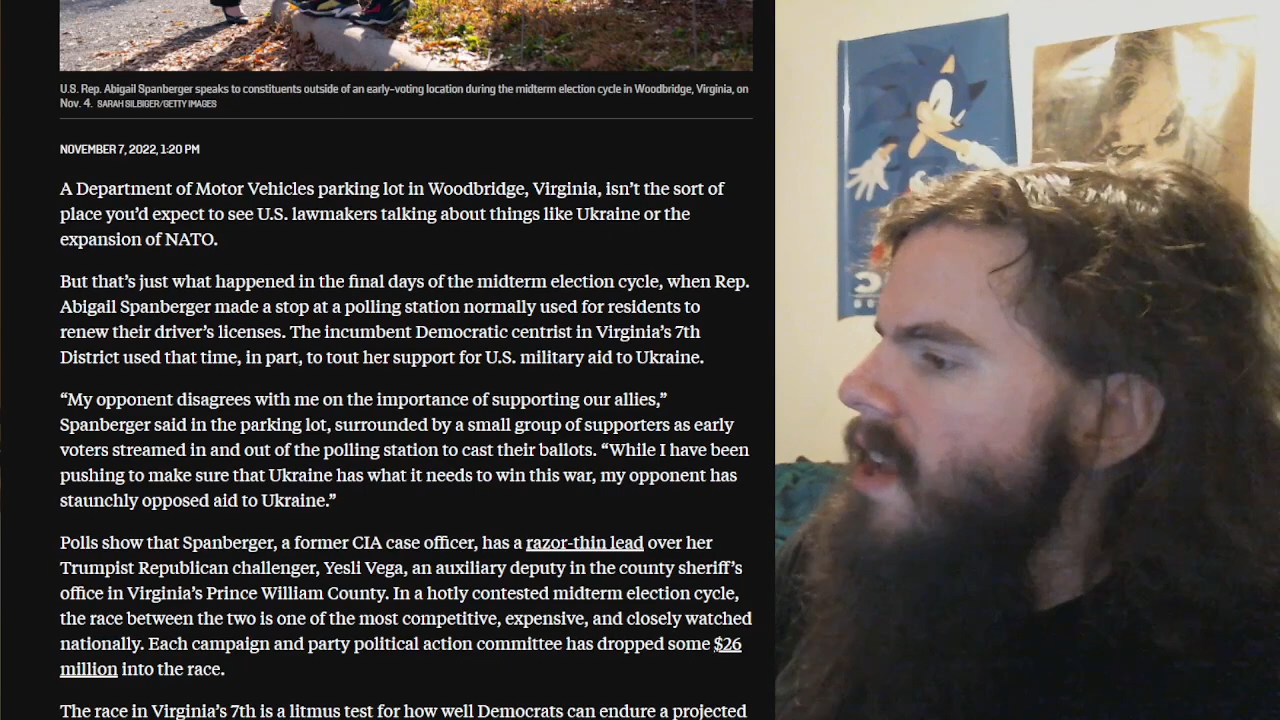 U.S. Rep. Abigail Spanberger speaks to constituents outside of an early-voting location during the midterm election cycle in Woodbridge, Virginia, on
Nov. 4. SARAH SILBIGER/GETTY IMAGES
NOVEMBER 7, 2022, 1:20 PM
A Department of Motor Vehicles parking lot in Woodbridge, Virginia, isn’t the sort of
place you’d expect to see U.S. lawmakers talking about things like Ukraine or the
expansion of NATO.
But that’s just what happened in the final days of the midterm election cycle, when Rep.
Abigail Spanberger made a stop at a polling station normally used for residents to
renew their driver’s licenses. The incumbent Democratic centrist in Virginia’s 7th
District used that time, in part, to tout her support for U.S. military aid to Ukraine.
“My opponent disagrees with me on the importance of supporting our allies,”
Spanberger said in the parking lot, surrounded by a small group of supporters as early
voters streamed in and out of the polling station to cast their ballots. “While I have been
pushing to make sure that Ukraine has what it needs to win this war, my opponent has
staunchly opposed aid to Ukraine.”
Polls show that Spanberger, a former CIA case officer, has a razor-thin lead over her
Trumpist Republican challenger, Yesli Vega, an auxiliary deputy in the county sheriff’s
office in Virginia’s Prince William County. In a hotly contested midterm election cycle,
the race between the two is one of the most competitive, expensive, and closely watched
nationally. Each campaign and party political action committee has dropped some $26
million into the race.
The race in Virginia’s 7th is a litmus test for how well Democrats can endure a projected